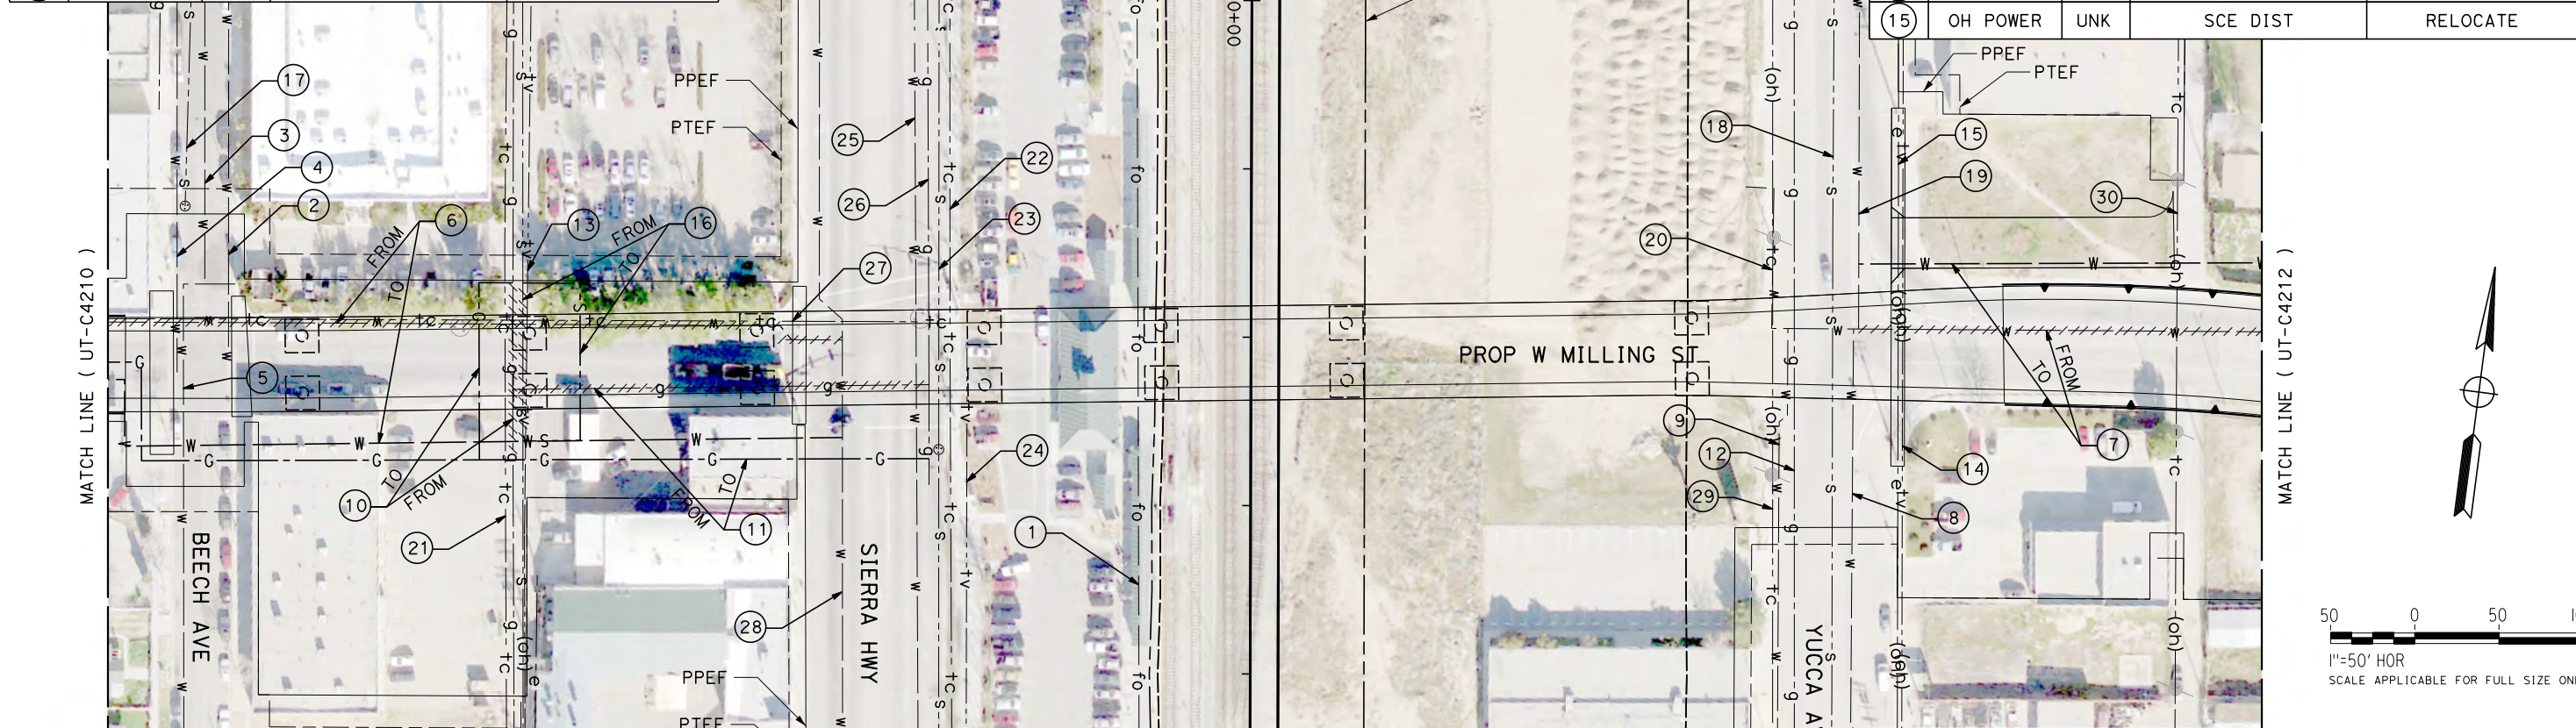 15 OH POWER UNK SCE DIST RELOCATE
0+00
PPEF
PTEF
PPEF
PTEF
17
3
4
2
6
FROM
TO
13
16
FROM
TO
25
26
22
23
27
18
15
19
20
30
5
PROP W MILLING ST
7
FROM
TO
10
TO
FROM
11
FROM
TO
21
24
1
28
9
12
29
14
8
MATCH LINE ( UT-C4210 )
MATCH LINE ( UT-C4212 )
BEECH AVE
SIERRA HWY
YUCCA A
PPEF
PTEF
50 0 50
1"=50' HOR
SCALE APPLICABLE FOR FULL SIZE ON